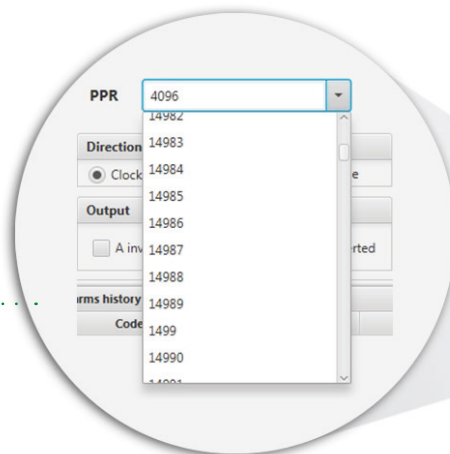 PPR 4096
14982
Direction 14983
Clock 14984 e
14985
Output 14986
A inv 14987 rted
14988
rms history 14989
Code 1499
14990
14991